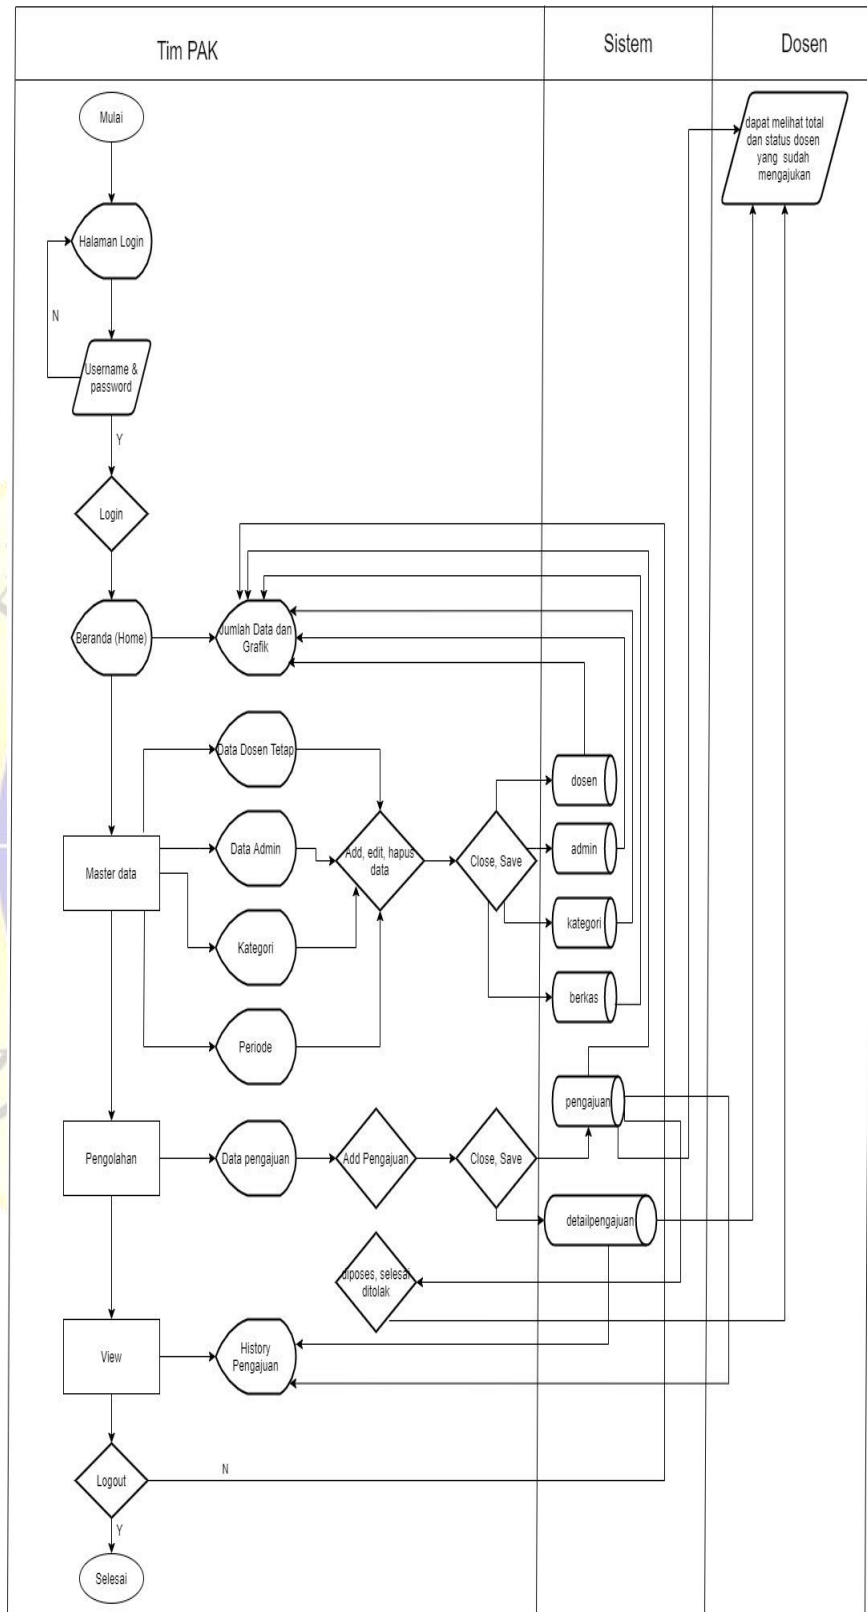 Tim PAK
Sistem
Dosen
Mulai
dapat melihat total
dan status dosen
yang sudah
mengajukan
Halaman Login
N
Username &
password
Y
Login
Beranda (Home)
Jumlah Data dan
Grafik
Data Dosen Tetap
dosen
Data Admin
Add, edit, hapus
data
Close, Save
admin
Master data
kategori
Kategori
berkas
Periode
pengajuan
Pengolahan
Data pengajuan
Add Pengajuan
Close, Save
detailpengajuan
diposes, selesai
ditolak
View
History
Pengajuan
Logout
N
Y
Selesai